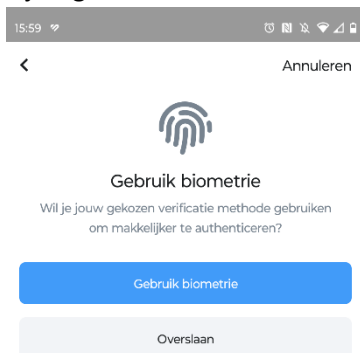 15:59
Annuleren
Gebruik biometrie
Wil je jouw gekozen verificatie methode gebruiken
om makkelijker te authenticeren?
Gebruik biometrie
Overslaan